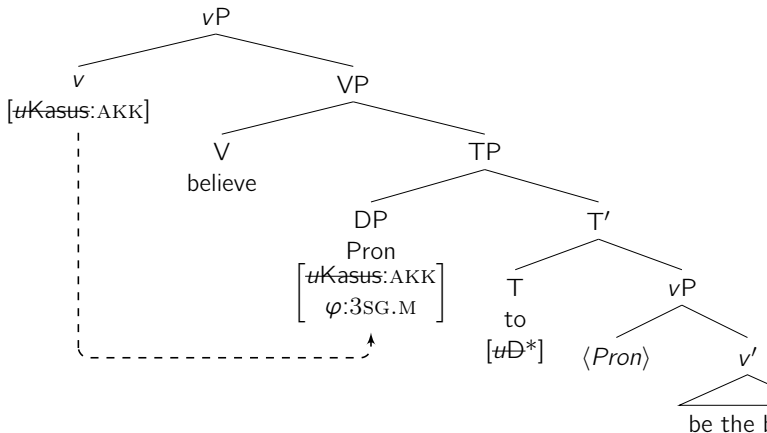 vP
v
VP
[uKasus:AKK]
V
TP
believe
DP
T′
Pron
[uKasus:AKK
φ:3SG.M]
T
vP
to
[uD*]
⟨Pron⟩
v′
be the